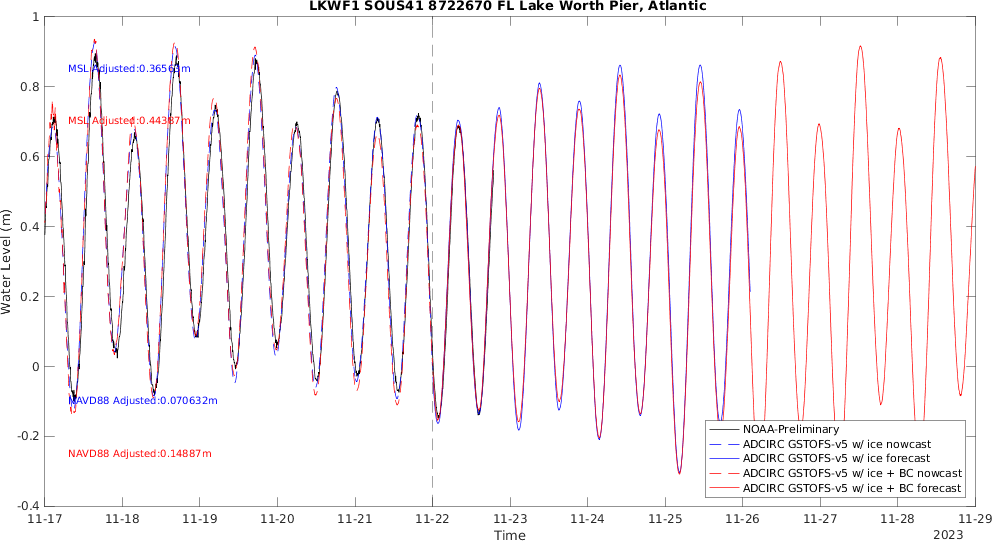 LKWF1 SOUS41 8722670 FL Lake Worth Pier, Atlantic
Water Level (m)
1
0.8
0.6
0.4
0.2
0
-0.2
-0.4
MSL Adjusted:0.36563m
MSL Adjusted:0.44387m
NAVD88 Adjusted:0.070632m
NAVD88 Adjusted:0.14887m
NOAA-Preliminary
ADCIRC GSTOFS-v5 w/ ice nowcast
ADCIRC GSTOFS-v5 w/ ice forecast
ADCIRC GSTOFS-v5 w/ ice + BC nowcast
ADCIRC GSTOFS-v5 w/ ice + BC forecast
11-17 11-18 11-19 11-20 11-21 11-22 11-23 11-24 11-25 11-26 11-27 11-28 11-29
Time
2023